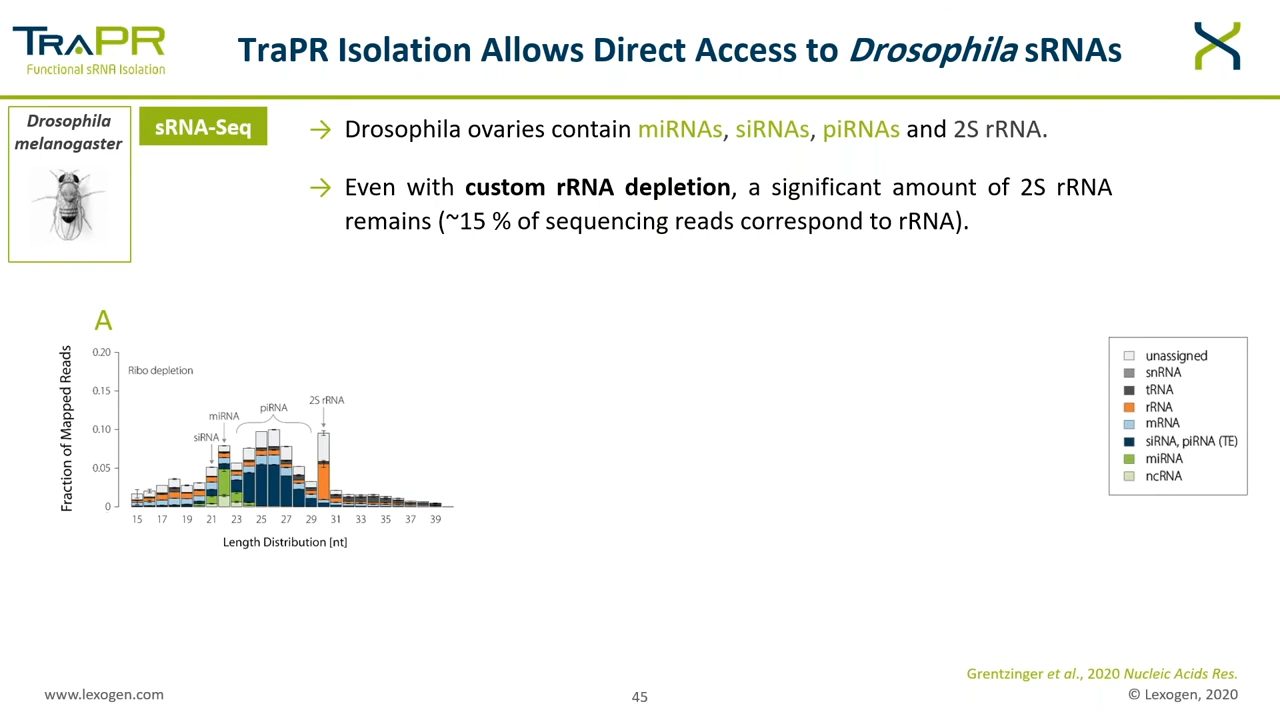 TRAPR
Functional sRNA Isolation
TraPR Isolation Allows Direct Access to Drosophila sRNAs
Drosophila
melanogaster
sRNA-Seq
→ Drosophila ovaries contain miRNAs, siRNAs, piRNAs and 2S rRNA.
→ Even with custom rRNA depletion, a significant amount of 2S rRNA
remains (~15 % of sequencing reads correspond to rRNA).
A
Fraction of Mapped Reads
0.20
0.15
0.10
0.05
0
Ribo depletion
siRNA
miRNA
piRNA
2S rRNA
15 17 19 21 23 25 27 29 31 33 35 37 39
Length Distribution [nt]
unassigned
snRNA
tRNA
rRNA
mRNA
siRNA, piRNA (TE)
miRNA
ncRNA
Grentzinger et al., 2020 Nucleic Acids Res.
www.lexogen.com
45
© Lexogen, 2020